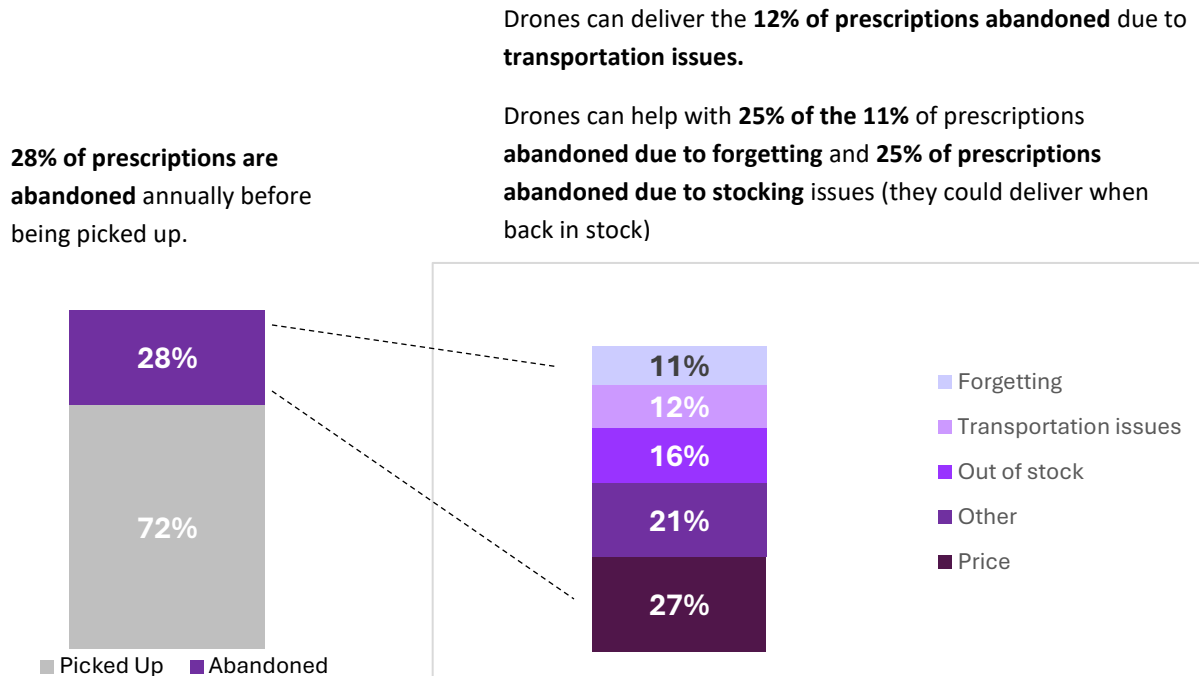 Drones can deliver the 12% of prescriptions abandoned due to
transportation issues.
Drones can help with 25% of the 11% of prescriptions
abandoned due to forgetting and 25% of prescriptions
abandoned due to stocking issues (they could deliver when
back in stock)
28% of prescriptions are
abandoned annually before
being picked up.
28%
72%
Picked Up
Abandoned
11%
12%
16%
21%
27%
Forgetting
Transportation issues
Out of stock
Other
Price